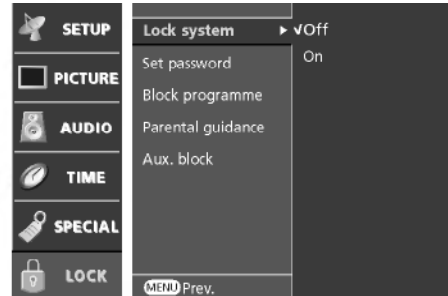 SETUP
PICTURE
AUDIO
TIME
SPECIAL
LOCK
Lock system ▶ √Off
On
Set password
Block programme
Parental guidance
Aux. block
MENU Prev.